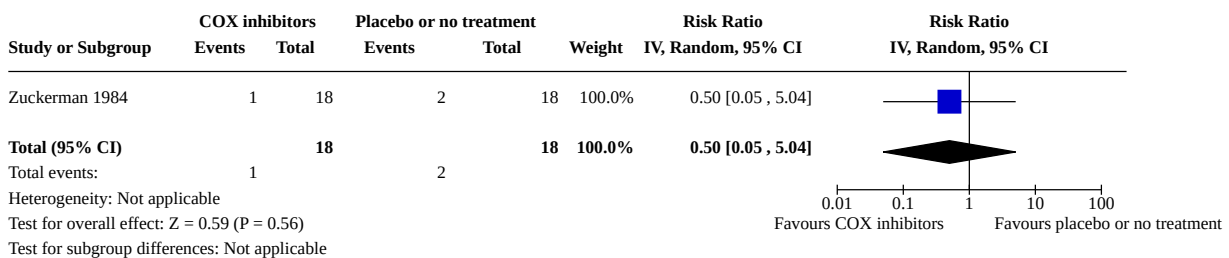 COX inhibitors Placebo or no treatment Risk Ratio Risk Ratio
Study or Subgroup Events Total Events Total Weight IV, Random, 95% CI IV, Random, 95% CI
Zuckerman 1984 1 18 2 18 100.0% 0.50 [0.05 , 5.04]
Total (95% CI) 18 18 100.0% 0.50 [0.05 , 5.04]
Total events: 1 2
Heterogeneity: Not applicable
0.01 0.1 1 10 100
Test for overall effect: Z = 0.59 (P = 0.56)
Favours COX inhibitors Favours placebo or no treatment
Test for subgroup differences: Not applicable